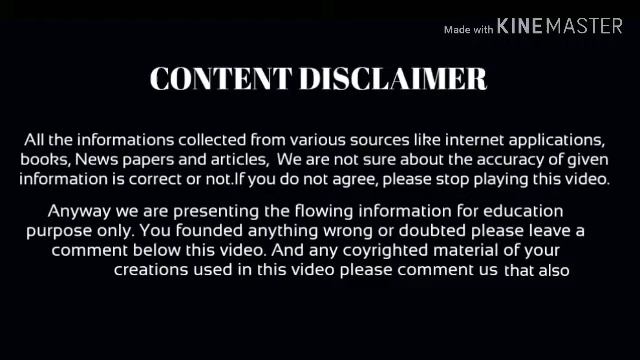 Made with KINEMASTER
CONTENT DISCLAIMER
All the informations collected from various sources like internet applications,
books, News papers and articles, We are not sure about the accuracy of given
information is correct or not.If you do not agree, please stop playing this video.
Anyway we are presenting the flowing information for education
purpose only. You founded anything wrong or doubted please leave a
comment below this video. And any coyrighted material of your
creations used in this video please comment us that also